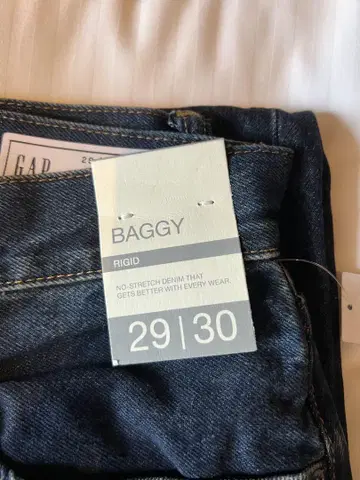 GAP
BAGGY
RIGID
NO-STRETCH DENIM THAT
GETS BETTER WITH EVERY WEAR.
29 | 30